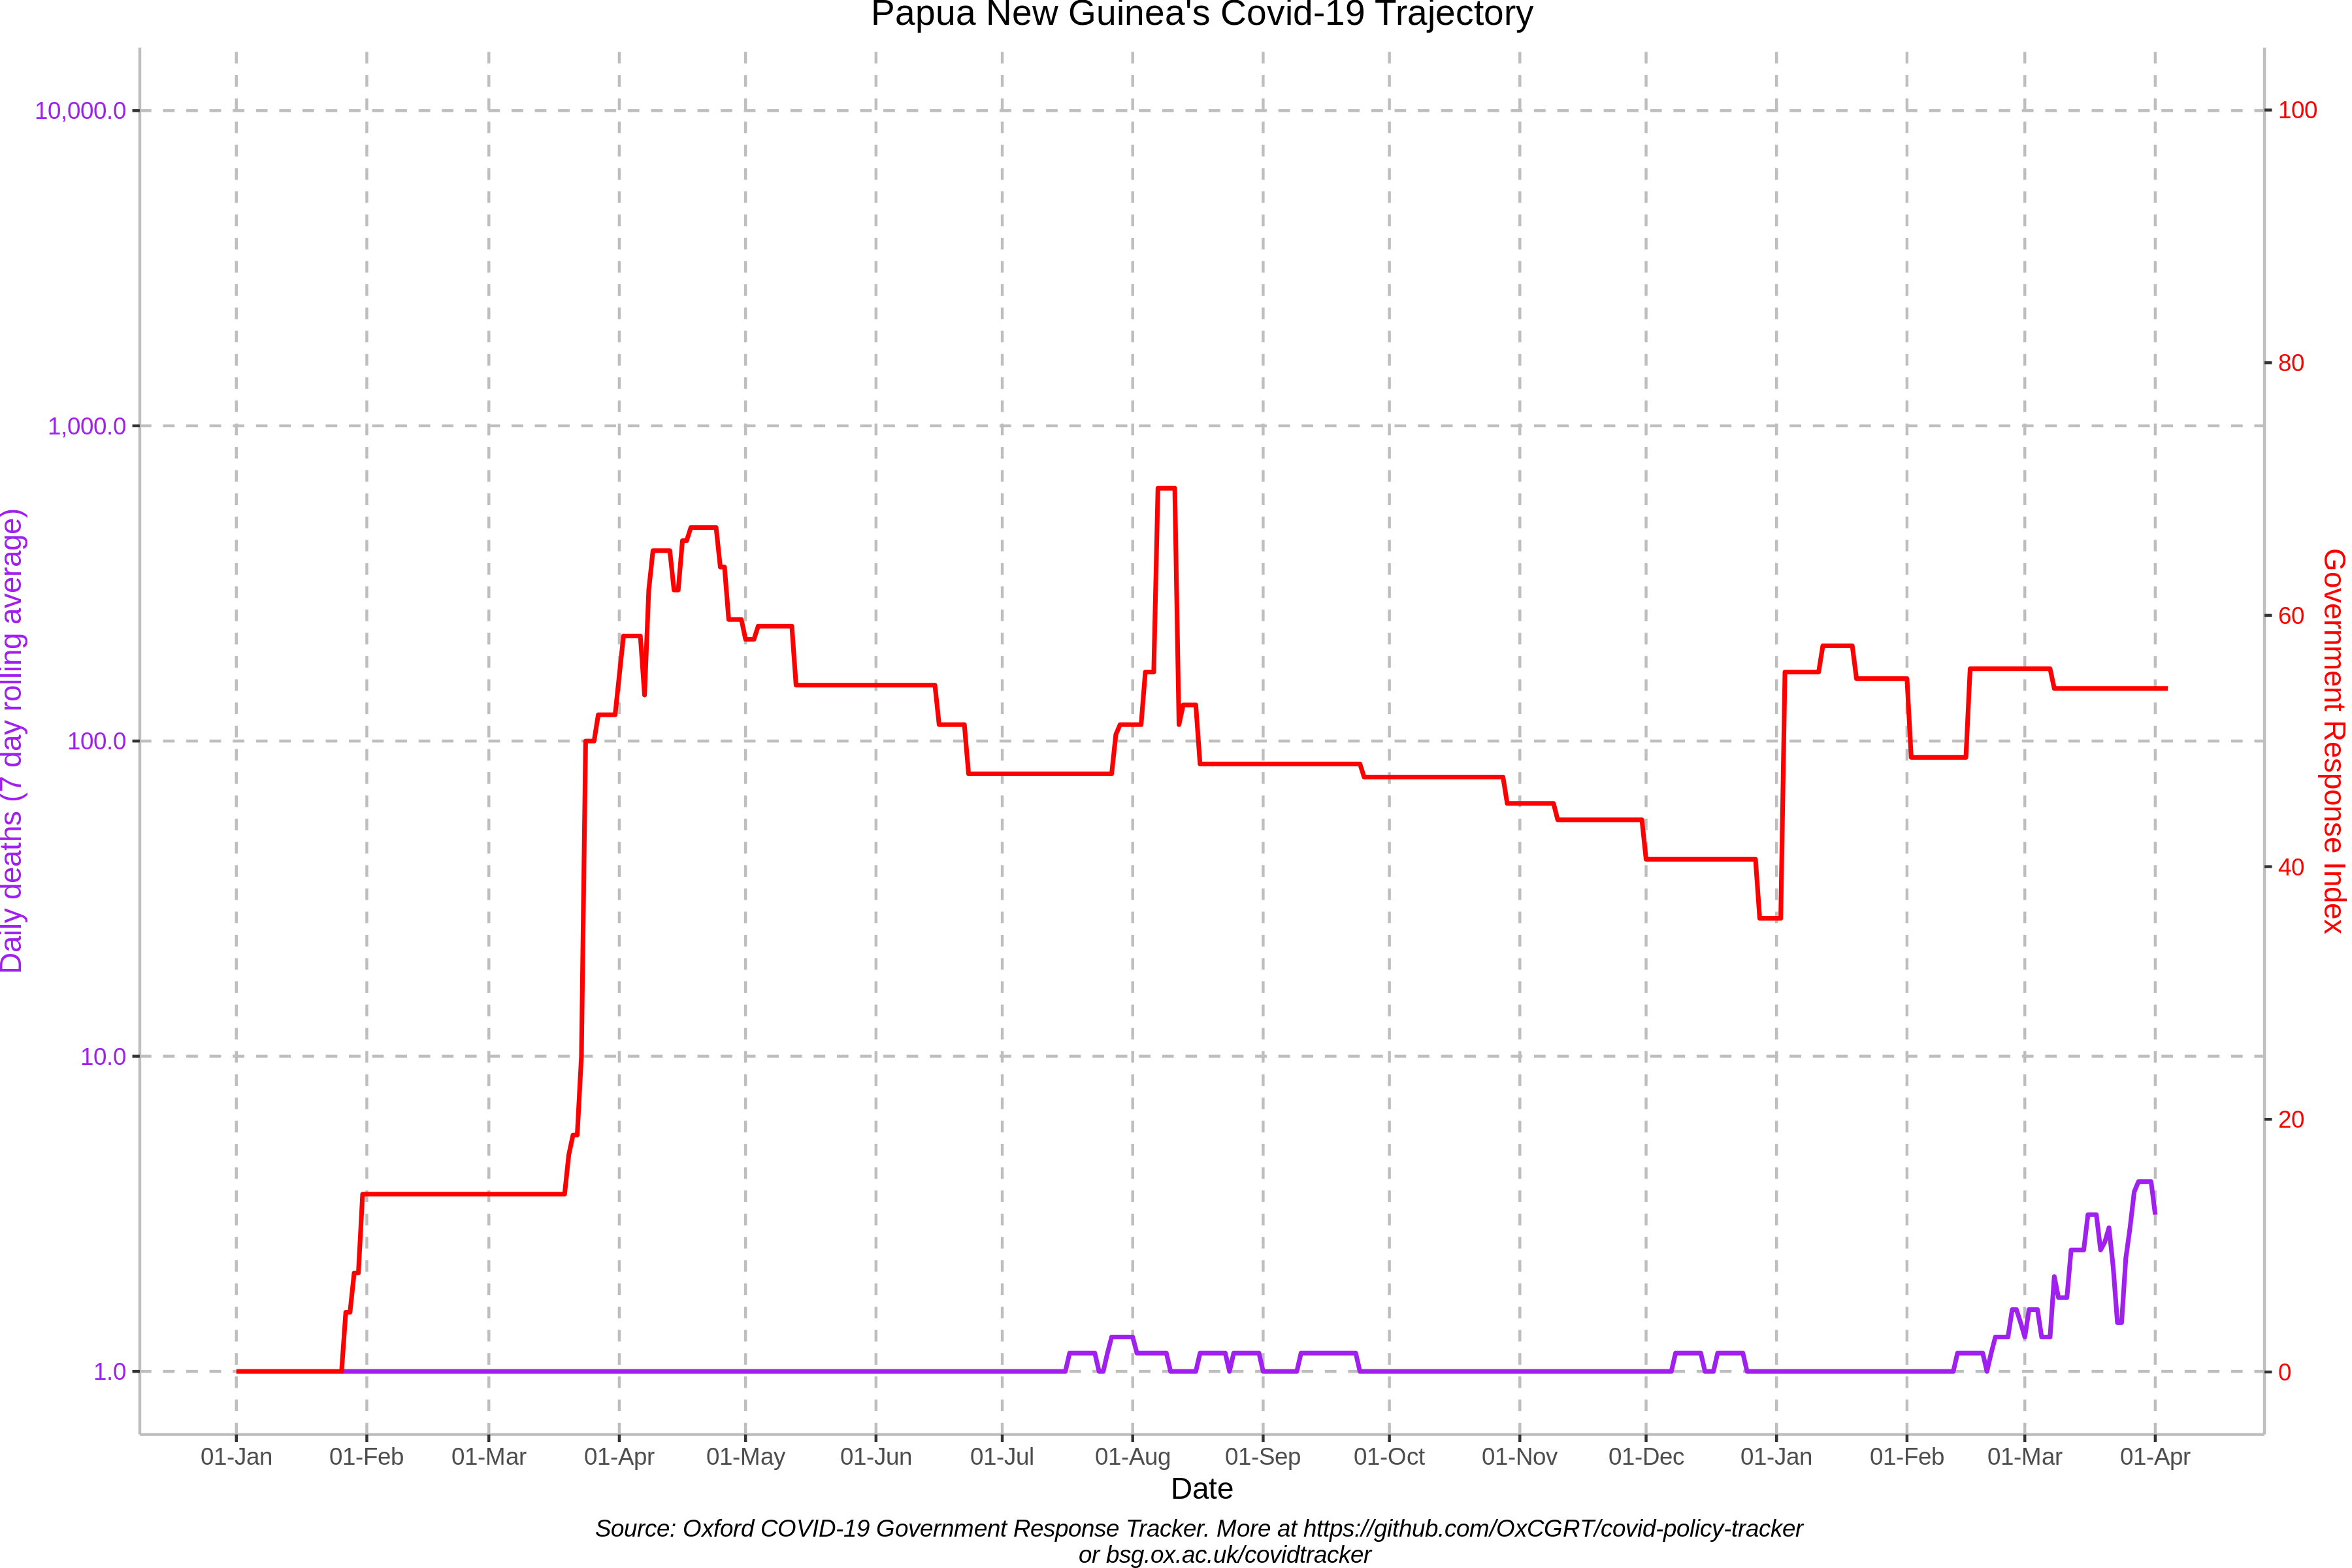 Papua New Guinea's Covid-19 Trajectory
Daily deaths (7 day rolling average)
10,000.0
1,000.0
100.0
10.0
1.0
100
80
60
40
20
0
Government Response Index
01-Jan 01-Feb 01-Mar 01-Apr 01-May 01-Jun 01-Jul 01-Aug 01-Sep 01-Oct 01-Nov 01-Dec 01-Jan 01-Feb 01-Mar 01-Apr
Date
Source: Oxford COVID-19 Government Response Tracker. More at https://github.com/OxCGRT/covid-policy-tracker
or bsg.ox.ac.uk/covidtracker